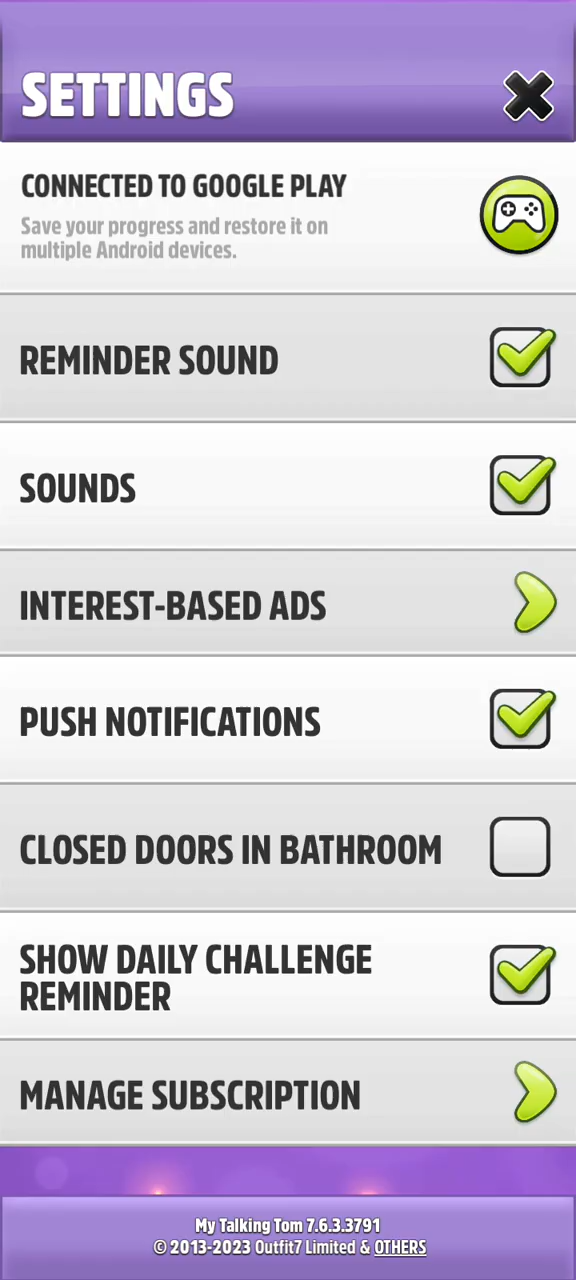 SETTINGS
CONNECTED TO GOOGLE PLAY
Save your progress and restore it on
multiple Android devices.
REMINDER SOUND
SOUNDS
INTEREST-BASED ADS
PUSH NOTIFICATIONS
CLOSED DOORS IN BATHROOM
SHOW DAILY CHALLENGE
REMINDER
MANAGE SUBSCRIPTION
My Talking Tom 7.6.3.3791
© 2013-2023 Outfit7 Limited & OTHERS